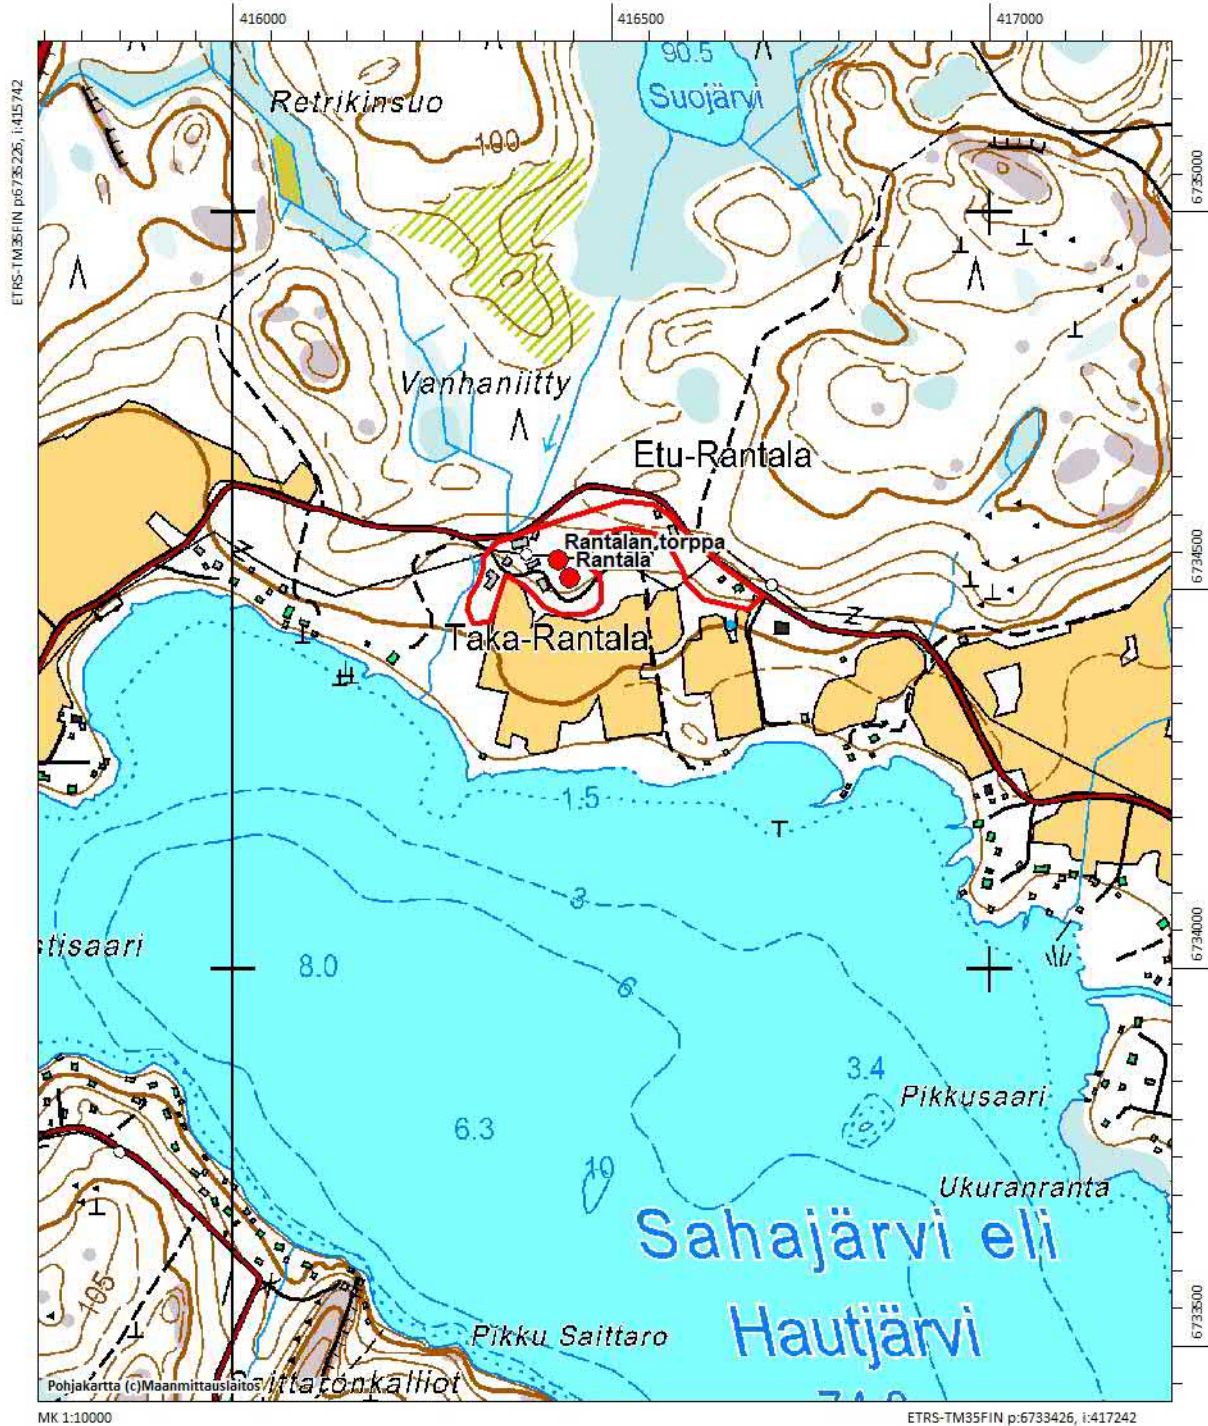 416000
416500
417000
ETRS-TM35FIN p:6735226, i:415742
90.5
Suojärvi
Retrikinsuo
100
6735000
Vanhaniitty
Etu-Rantala
Rantalan torppa
Rantala
6734500
Taka-Rantala
1.5
3
stisaari
8.0
6
6734000
3.4
Pikkusaari
6.3
10
Ukuranranta
Sahajärvi eli
Hautjärvi
105
6733500
Pikku Saittaro
Saittaronkalliot
Pohjakartta (c)Maanmittauslaitos
MK 1:10000
ETRS-TM35FIN p:6733426, i:417242